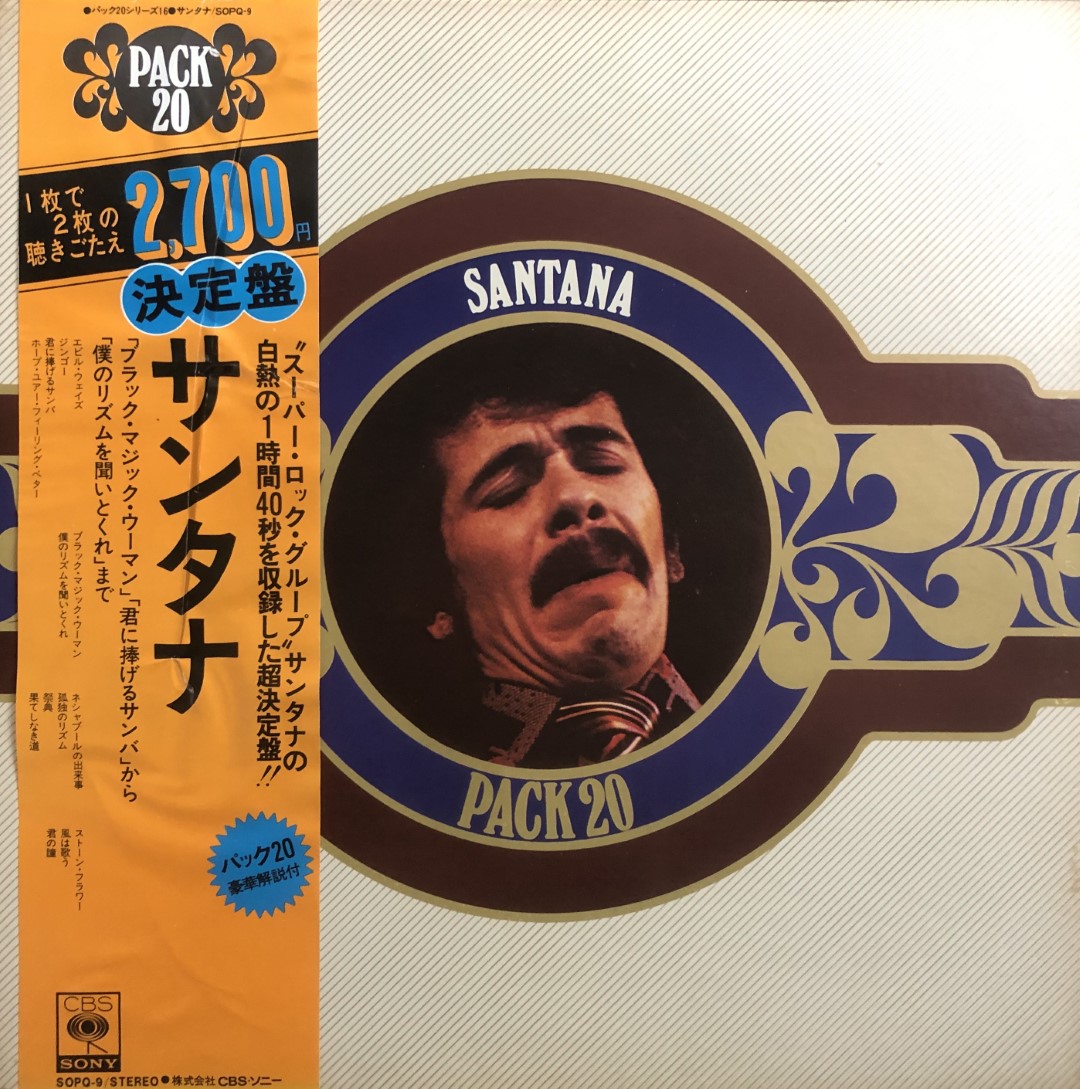 ●パック20シリーズ16●サンタナ/SOPQ-9
PACK
20
1枚で
2枚の
聴きごたえ
2,700円
決定盤
サンタナ
〝スーパー・ロック・グループ〟サンタナの
白熱の1時間40秒を収録した超決定盤!!
「ブラック・マジック・ウーマン」「君に捧げるサンバ」から
「僕のリズムを聞いとくれ」まで
エビル・ウェイズ
ジンゴー
君に捧げるサンバ
ホープ・ユアー・フィーリング・ベター
ブラック・マジック・ウーマン
僕のリズムを聞いとくれ
ネシャブールの出来事
孤独のリズム
祭典
果てしなき道
ストーン・フラワー
風は歌う
君の瞳
パック20
豪華解説付
CBS
SONY
SOPQ-9/STEREO●株式会社CBS・ソニー
SANTANA
PACK 20